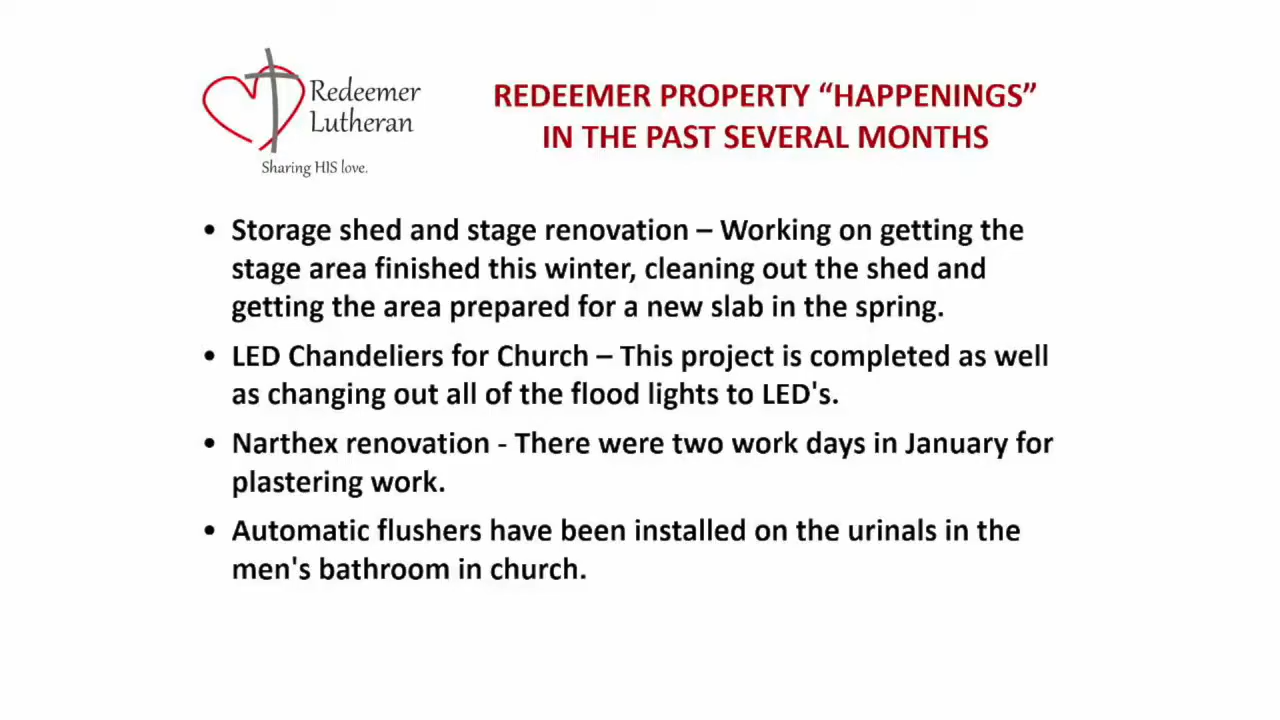 Redeemer
Lutheran
Sharing HIS love.
REDEEMER PROPERTY “HAPPENINGS”
IN THE PAST SEVERAL MONTHS
• Storage shed and stage renovation – Working on getting the
stage area finished this winter, cleaning out the shed and
getting the area prepared for a new slab in the spring.
• LED Chandeliers for Church – This project is completed as well
as changing out all of the flood lights to LED's.
• Narthex renovation - There were two work days in January for
plastering work.
• Automatic flushers have been installed on the urinals in the
men's bathroom in church.